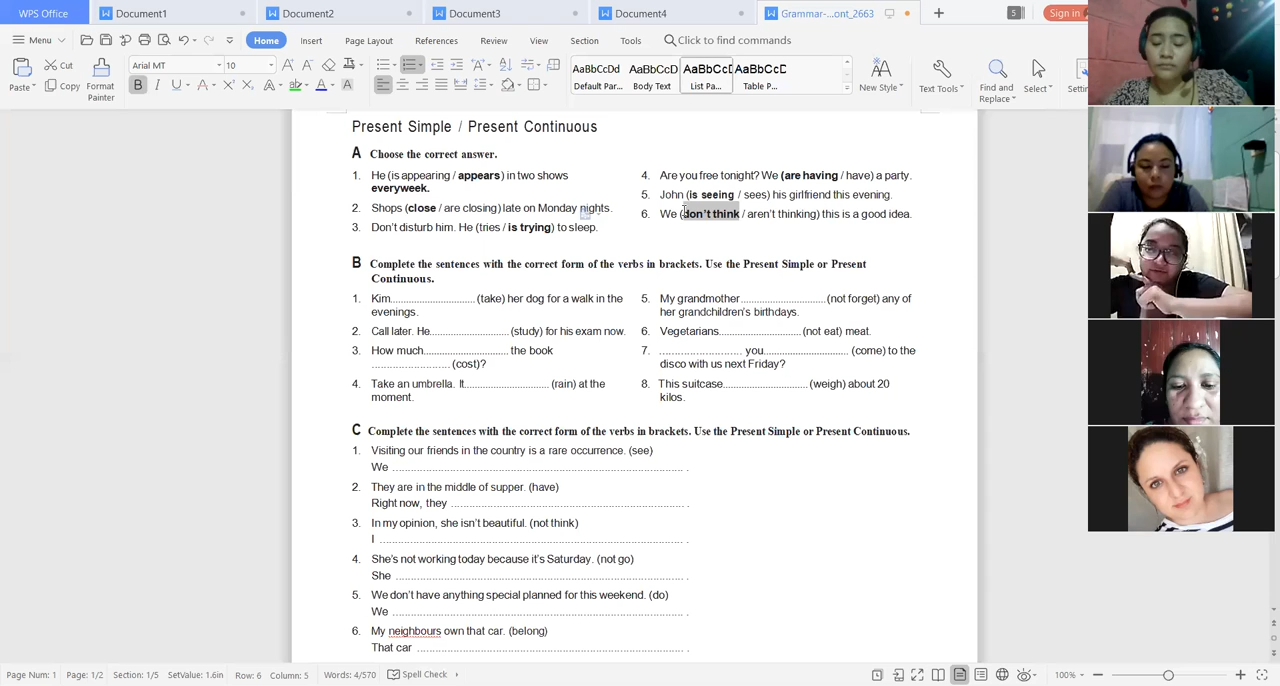 WPS Office
Document1
Document2
Document3
Document4
Grammar-...ont_2663
5
Sign in
Menu
Home
Insert
Page Layout
References
Review
View
Section
Tools
Search for commands
Paste
Cut
Copy
Format
Painter
Arial MT
10
AaBbCcDd
Default Par...
AaBbCcD
Body Text
AaBbCcI
List Pa...
AaBbCcD
Table P...
New Style
Text Tools
Find and
Replace
Select
Present Simple / Present Continuous
A Choose the correct answer.
1. He (is appearing / appears) in two shows
everyweek.
2. Shops (close / are closing) late on Monday nights.
3. Don't disturb him. He (tries / is trying) to sleep.
4. Are you free tonight? We (are having / have) a party.
5. John (is seeing / sees) his girlfriend this evening.
6. We (don't think / aren't thinking) this is a good idea.
B Complete the sentences with the correct form of the verbs in brackets. Use the Present Simple or Present
Continuous.
1. Kim............................ (take) her dog for a walk in the
evenings.
2. Call later. He........................... (study) for his exam now.
3. How much............................ the book
.......................... (cost)?
4. Take an umbrella. It............................ (rain) at the
moment.
5. My grandmother ............................ (not forget) any of
her grandchildren's birthdays.
6. Vegetarians........................... (not eat) meat.
7. ............................ you............................ (come) to the
disco with us next Friday?
8. This suitcase............................ (weigh) about 20
kilos.
C Complete the sentences with the correct form of the verbs in brackets. Use the Present Simple or Present Continuous.
1. Visiting our friends in the country is a rare occurrence. (see)
We ................................................................................................ .
2. They are in the middle of supper. (have)
Right now, they .............................................................................. .
3. In my opinion, she isn't beautiful. (not think)
I .................................................................................................... .
4. She's not working today because it's Saturday. (not go)
She ............................................................................................... .
5. We don't have anything special planned for this weekend. (do)
We ................................................................................................ .
6. My neighbours own that car. (belong)
That car ......................................................................................... .
Page Num: 1
Page: 1/2
Section: 1/5
SetValue: 1.6in
Row: 6
Column: 5
Words: 4/570
Spell Check
100%